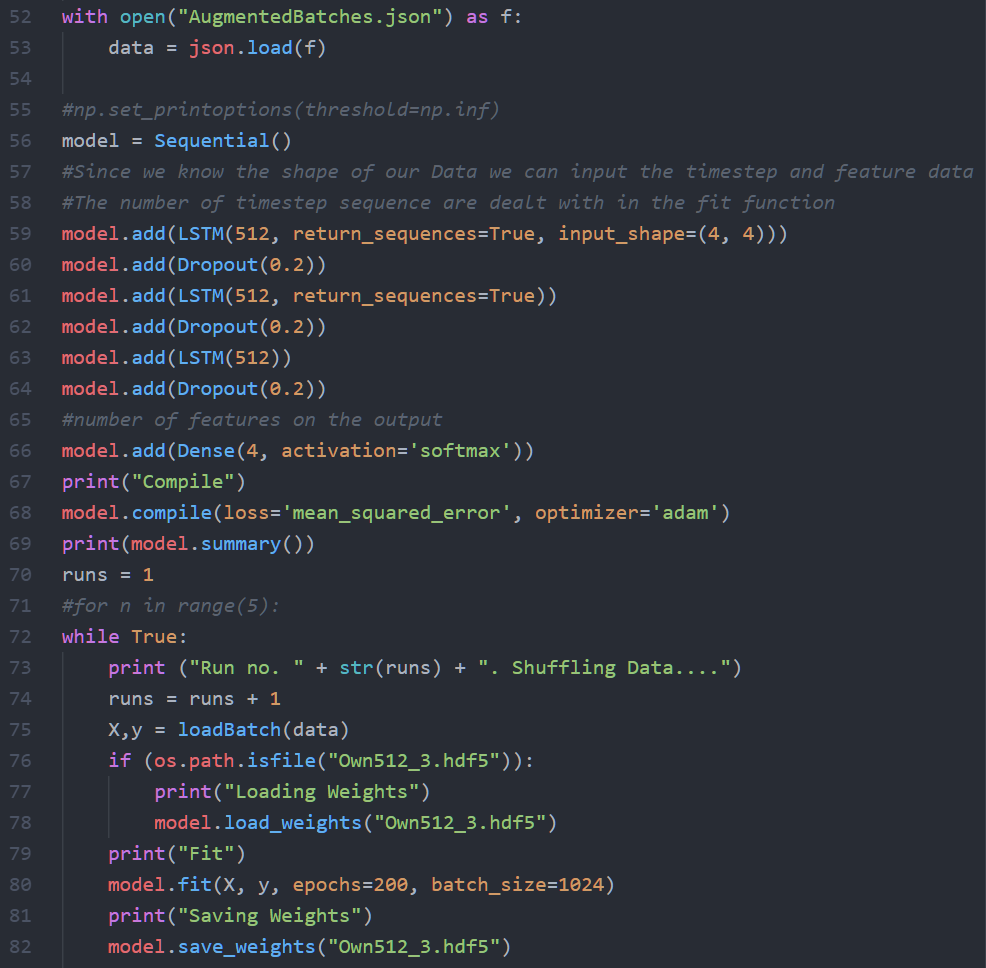 52 with open("AugmentedBatches.json") as f:
53     data = json.load(f)
54
55 #np.set_printoptions(threshold=np.inf)
56 model = Sequential()
57 #Since we know the shape of our Data we can input the timestep and feature data
58 #The number of timestep sequence are dealt with in the fit function
59 model.add(LSTM(512, return_sequences=True, input_shape=(4, 4)))
60 model.add(Dropout(0.2))
61 model.add(LSTM(512, return_sequences=True))
62 model.add(Dropout(0.2))
63 model.add(LSTM(512))
64 model.add(Dropout(0.2))
65 #number of features on the output
66 model.add(Dense(4, activation='softmax'))
67 print("Compile")
68 model.compile(loss='mean_squared_error', optimizer='adam')
69 print(model.summary())
70 runs = 1
71 #for n in range(5):
72 while True:
73     print ("Run no. " + str(runs) + ". Shuffling Data....")
74     runs = runs + 1
75     X,y = loadBatch(data)
76     if (os.path.isfile("Own512_3.hdf5")):
77         print("Loading Weights")
78         model.load_weights("Own512_3.hdf5")
79     print("Fit")
80     model.fit(X, y, epochs=200, batch_size=1024)
81     print("Saving Weights")
82     model.save_weights("Own512_3.hdf5")